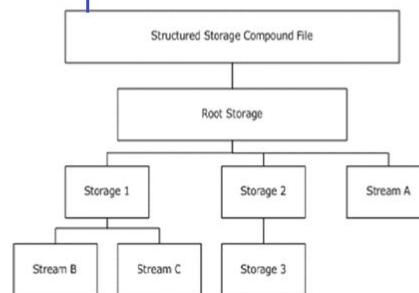 Structured Storage Compound File
Root Storage
Storage 1
Storage 2
Stream A
Stream B
Stream C
Storage 3